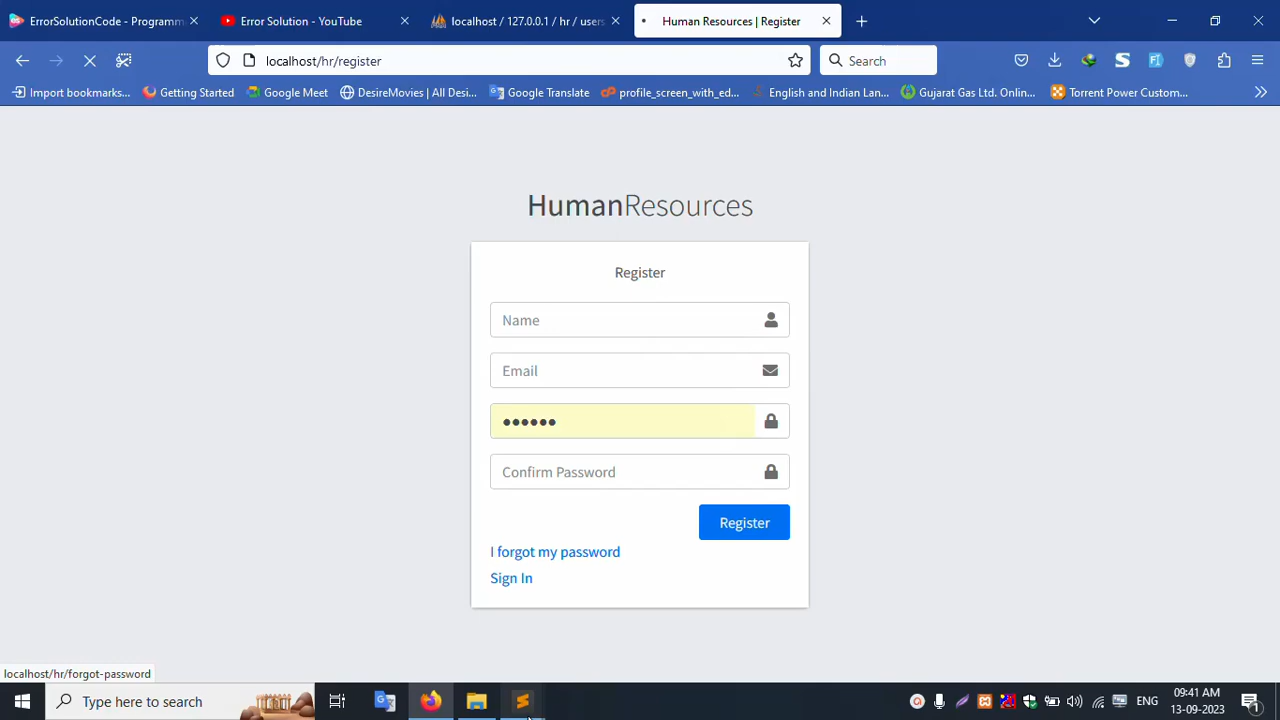 ErrorSolutionCode - Programm
Error Solution - YouTube
localhost / 127.0.0.1 / hr / users
Human Resources | Register
localhost/hr/register
Search
Import bookmarks...
Getting Started
Google Meet
DesireMovies | All Desi...
Google Translate
profile_screen_with_ed...
English and Indian Lan...
Gujarat Gas Ltd. Onlin...
Torrent Power Custom...
HumanResources
Register
Name
Email
Confirm Password
Register
I forgot my password
Sign In
localhost/hr/forgot-password
Type here to search
ENG
09:41 AM
13-09-2023
1